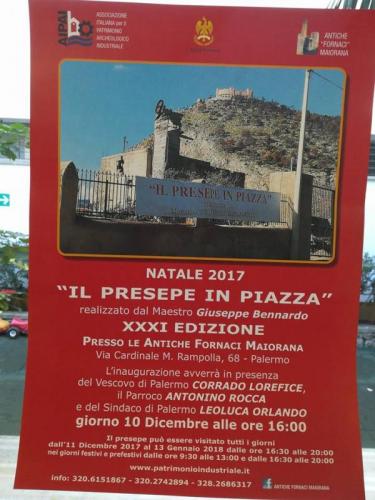 AIPAI
ASSOCIAZIONE
ITALIANA per il
PATRIMONIO
ARCHEOLOGICO
INDUSTRIALE
ANTICHE
"FORNACI"
MAIORANA
"IL PRESEPE IN PIAZZA"
NATALE 2017
"IL PRESEPE IN PIAZZA"
realizzato dal Maestro Giuseppe Bennardo
XXXI EDIZIONE
PRESSO LE ANTICHE FORNACI MAIORANA
Via Cardinale M. Rampolla, 68 - Palermo
L'inaugurazione avverrà in presenza
del Vescovo di Palermo CORRADO LOREFICE,
il Parroco ANTONINO ROCCA
e del Sindaco di Palermo LEOLUCA ORLANDO
giorno 10 Dicembre alle ore 16:00
Il presepe può essere visitato tutti i giorni
dall'11 Dicembre 2017 al 13 Gennaio 2018 dalle ore 16:30 alle 20:00
nei giorni festivi e prefestivi dalle ore 9:30 alle 13:00 e dalle 16:30 alle 20:00
www.patrimonioindustriale.it
info: 320.6151867 - 320.2742894 - 328.2686317
f ANTICHE FORNACI MAIORANA